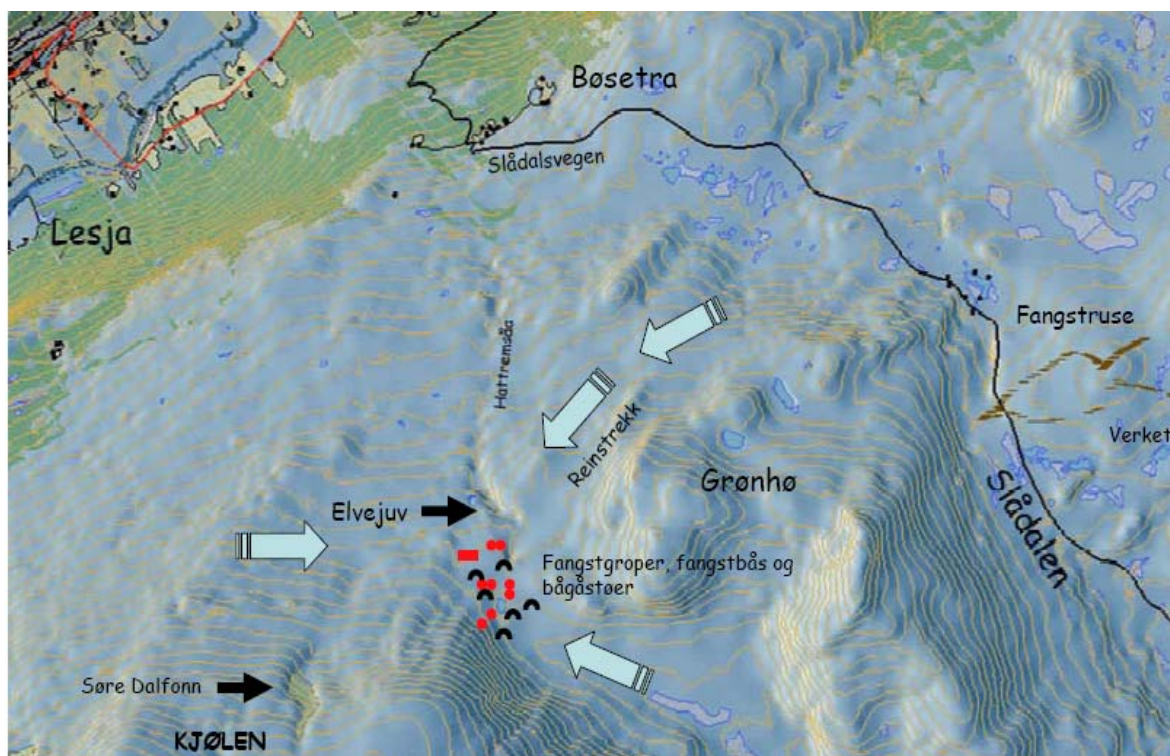 Bøsetra
Slådalsvegen
Lesja
Fangstruse
Hattremsåa
Verket
Reinstrekk
Grønhø
Slådalen
Elvejuv
Fangstgroper, fangstbås og
bågåstøer
Søre Dalfonn
KJØLEN